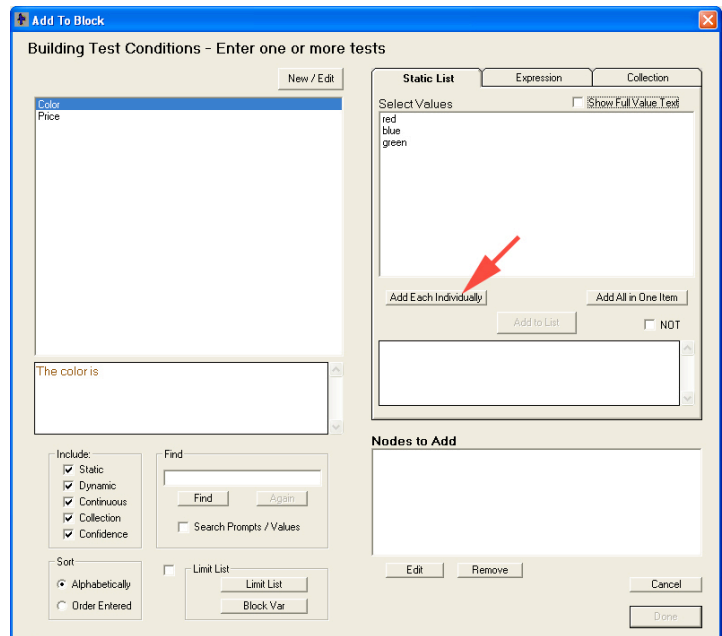 Add To Block
Building Test Conditions - Enter one or more tests
New / Edit
Color
Price
The color is
Include:
Static
Dynamic
Continuous
Collection
Confidence
Find
Find
Again
Search Prompts / Values
Sort
Alphabetically
Order Entered
Limit List
Limit List
Block Var
Static List
Expression
Collection
Select Values
Show Full Value Text
red
blue
green
Add Each Individually
Add All in One Item
Add to List
NOT
Nodes to Add
Edit
Remove
Cancel
Done